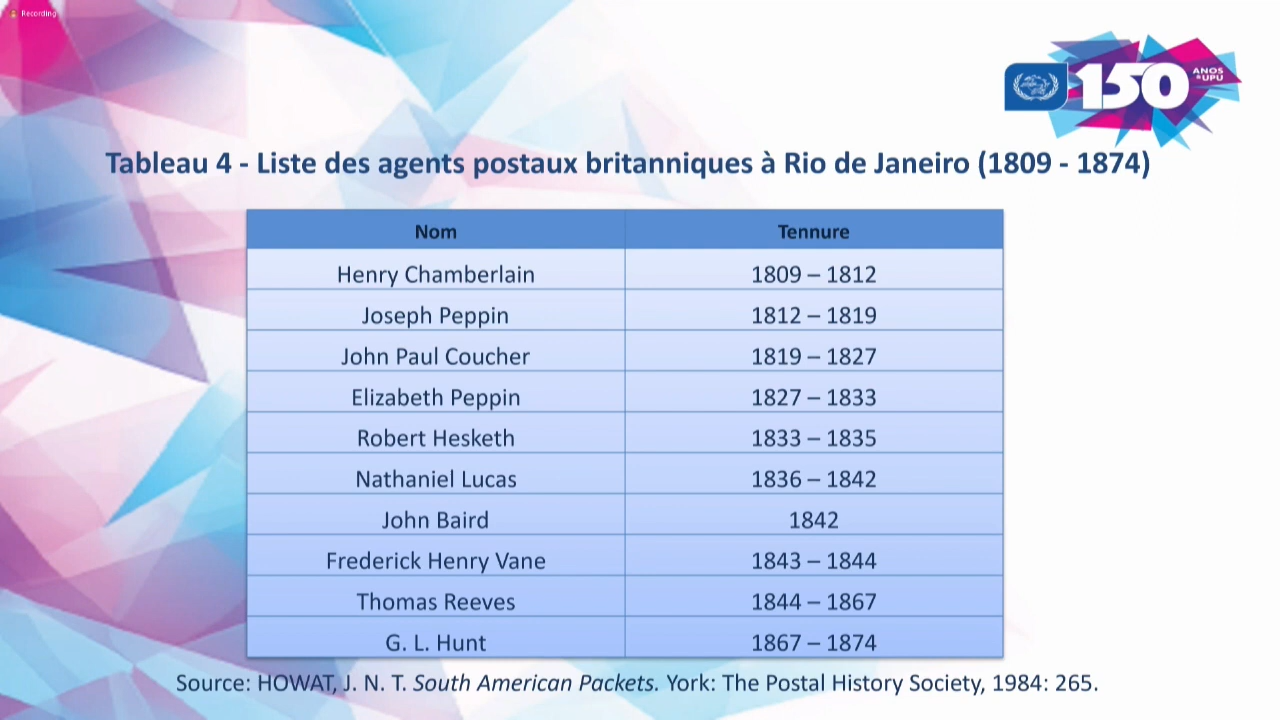 Recording
150 ANOS
UPU
Tableau 4 - Liste des agents postaux britanniques à Rio de Janeiro (1809 - 1874)
Nom Tennure
Henry Chamberlain 1809 – 1812
Joseph Peppin 1812 – 1819
John Paul Coucher 1819 – 1827
Elizabeth Peppin 1827 – 1833
Robert Hesketh 1833 – 1835
Nathaniel Lucas 1836 – 1842
John Baird 1842
Frederick Henry Vane 1843 – 1844
Thomas Reeves 1844 – 1867
G. L. Hunt 1867 – 1874
Source: HOWAT, J. N. T. South American Packets. York: The Postal History Society, 1984: 265.